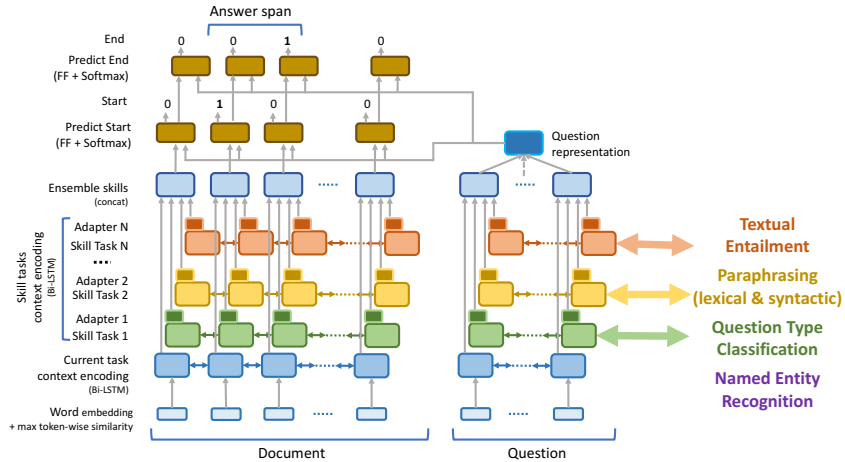 Answer span
End
0
0
1
0
Predict End
(FF + Softmax)
Start
0
1
0
0
Predict Start
(FF + Softmax)
Question
representation
Ensemble skills
(concat)
Skill tasks
context encoding
(Bi-LSTM)
Adapter N
Skill Task N
Adapter 2
Skill Task 2
Adapter 1
Skill Task 1
Textual
Entailment
Paraphrasing
(lexical & syntactic)
Question Type
Classification
Named Entity
Recognition
Current task
context encoding
(Bi-LSTM)
Word embedding
+ max token-wise similarity
Document
Question